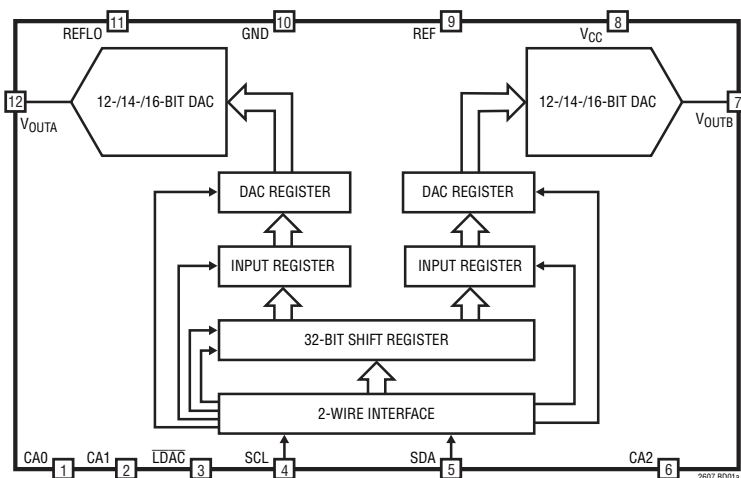 11 10 9 8
REFLO GND REF VCC
12 12-/14-/16-BIT DAC 12-/14-/16-BIT DAC 7
VOUTA VOUTB
DAC REGISTER DAC REGISTER
INPUT REGISTER INPUT REGISTER
32-BIT SHIFT REGISTER
2-WIRE INTERFACE
CA0 CA1 LDAC SCL SDA CA2
1 2 3 4 5 6
2607 BD01a